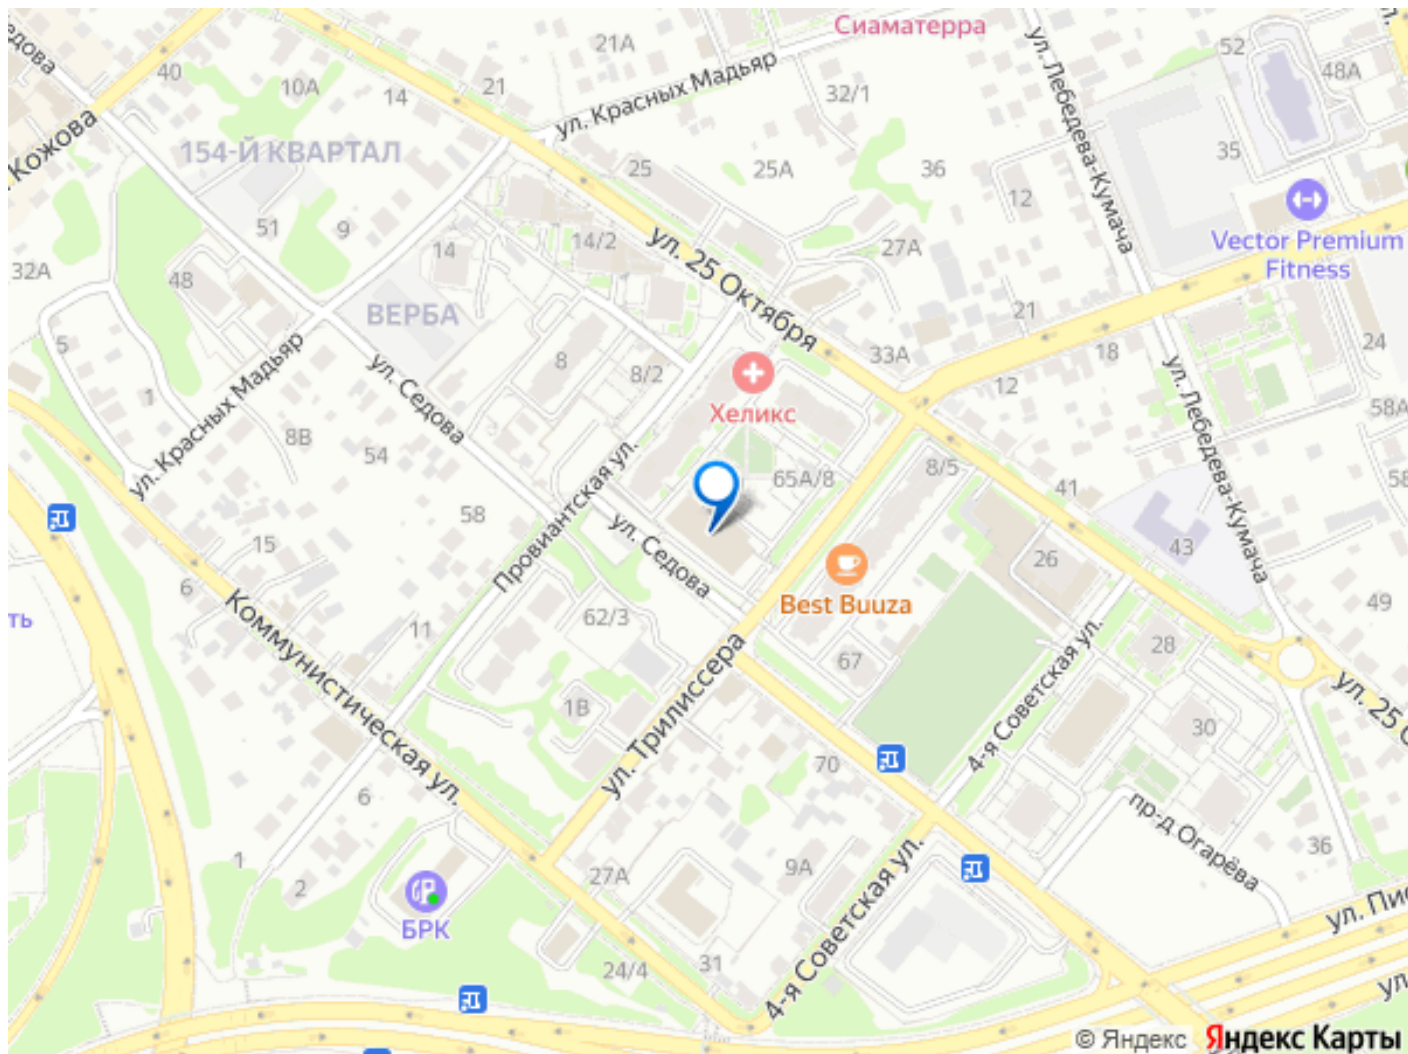 Сиаматерра
21А
52
48А
40
10А
14
21
32/1
ул. Красных Мадьяр
ул. Лебедева-Кумача
Кожова
154-Й КВАРТАЛ
25
25А
36
35
12
Vector Premium
Fitness
51
9
14
14/2
27А
32А
48
ул. 25 Октября
ВЕРБА
21
5
8
8/2
33А
18
24
12
1
ул. Красных Мадьяр
ул. Седова
Хеликс
ул. Лебедева-Кумача
58А
8В
54
65А/8
8/5
41
Провиантская ул.
58
15
ул. Седова
43
26
6
Best Buuza
49
ть
Коммунистическая ул.
11
62/3
67
28
4-я Советская ул.
1В
ул. Трилиссера
30
70
6
пр-д Огарёва
36
1
2
27А
9А
БРК
4-я Советская ул.
24/4
31
ул.
© Яндекс
Яндекс Карты